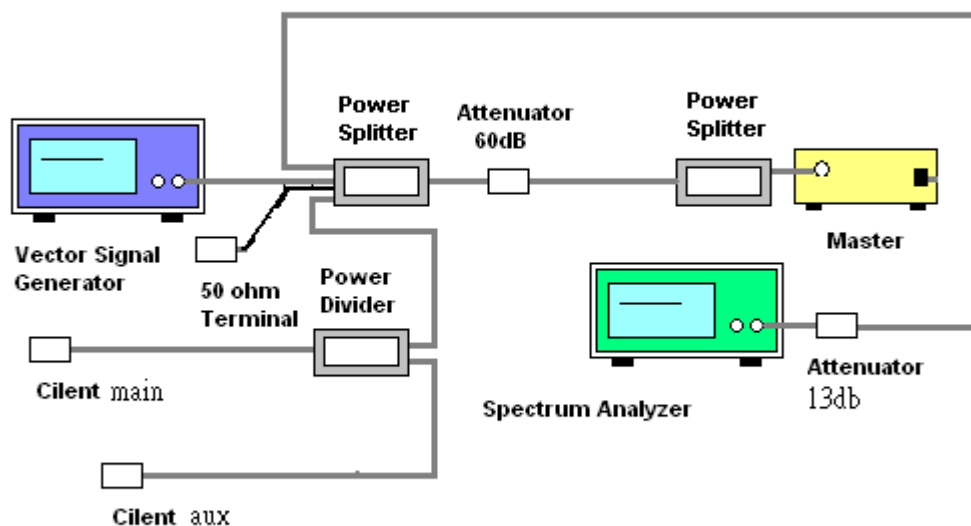 Power
Splitter
Attenuator
60dB
Power
Splitter
Master
Vector Signal
Generator
50 ohm
Terminal
Power
Divider
Cilent main
Spectrum Analyzer
Attenuator
13db
Cilent aux